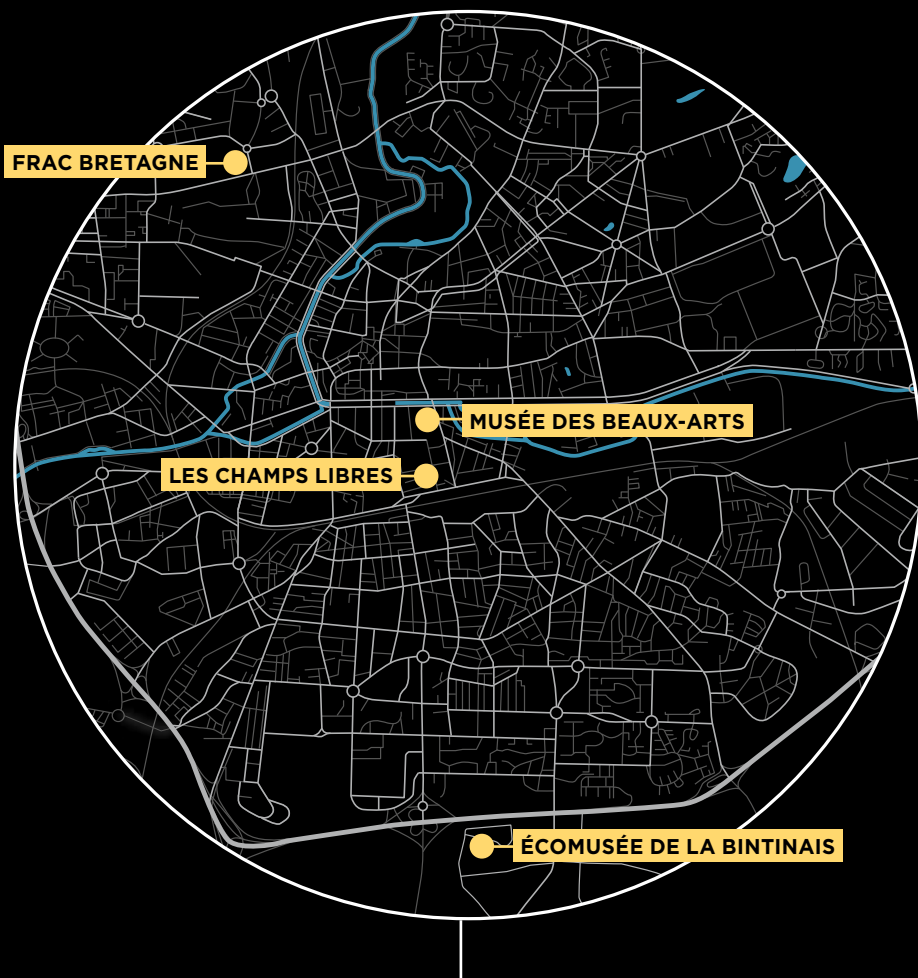 FRAC BRETAGNE
MUSÉE DES BEAUX-ARTS
LES CHAMPS LIBRES
ÉCOMUSÉE DE LA BINTINAIS